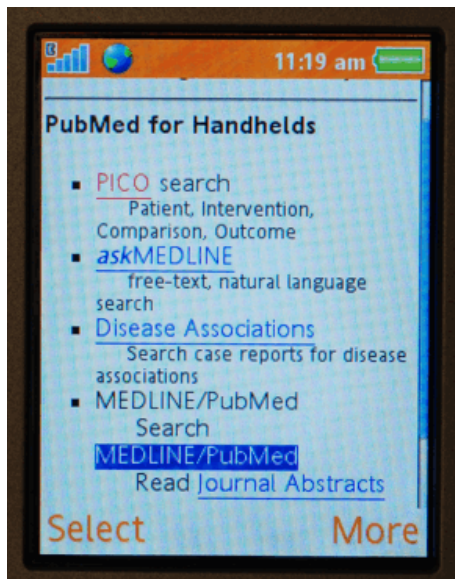 11:19 am
PubMed for Handhelds
PICO search
Patient, Intervention,
Comparison, Outcome
askMEDLINE
free-text, natural language
search
Disease Associations
Search case reports for disease
associations
MEDLINE/PubMed
Search
MEDLINE/PubMed
Read Journal Abstracts
Select More